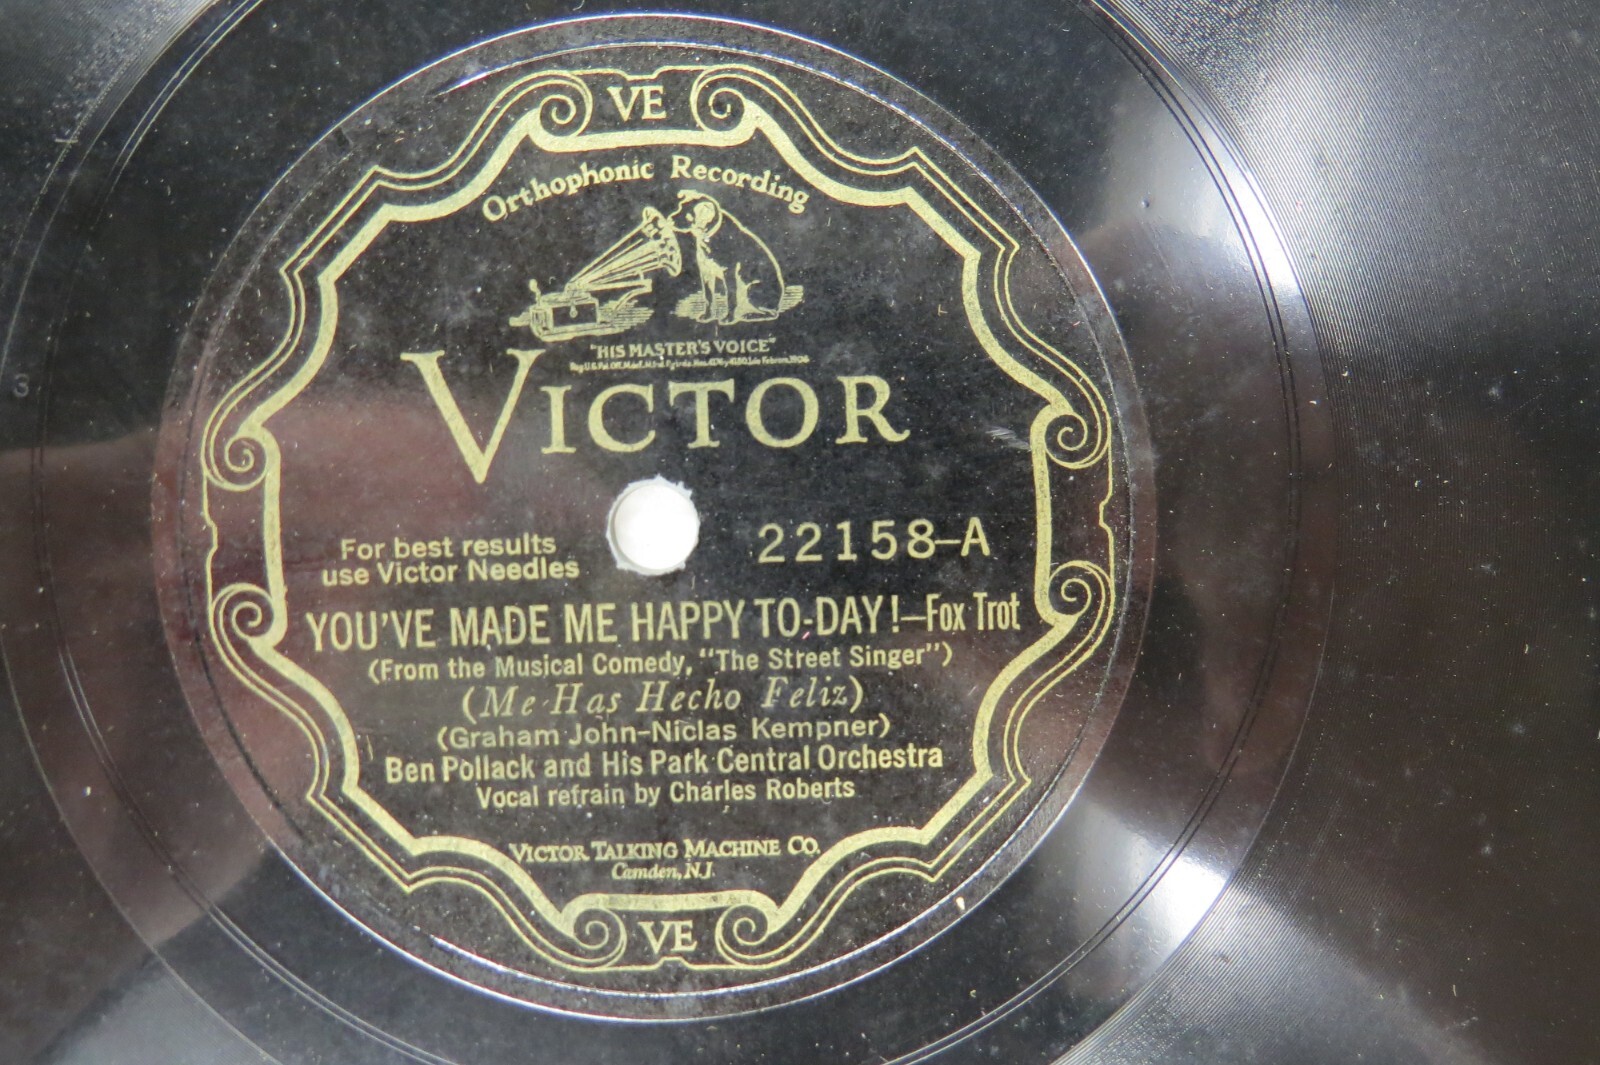 VE
Orthophonic Recording
"HIS MASTER'S VOICE"
VICTOR
For best results
use Victor Needles
22158-A
YOU'VE MADE ME HAPPY TO-DAY!—Fox Trot
(From the Musical Comedy, "The Street Singer")
(Me Has Hecho Feliz)
(Graham John-Niclas Kempner)
Ben Pollack and His Park Central Orchestra
Vocal refrain by Charles Roberts
VICTOR TALKING MACHINE CO.
Camden, N.J.
VE
3